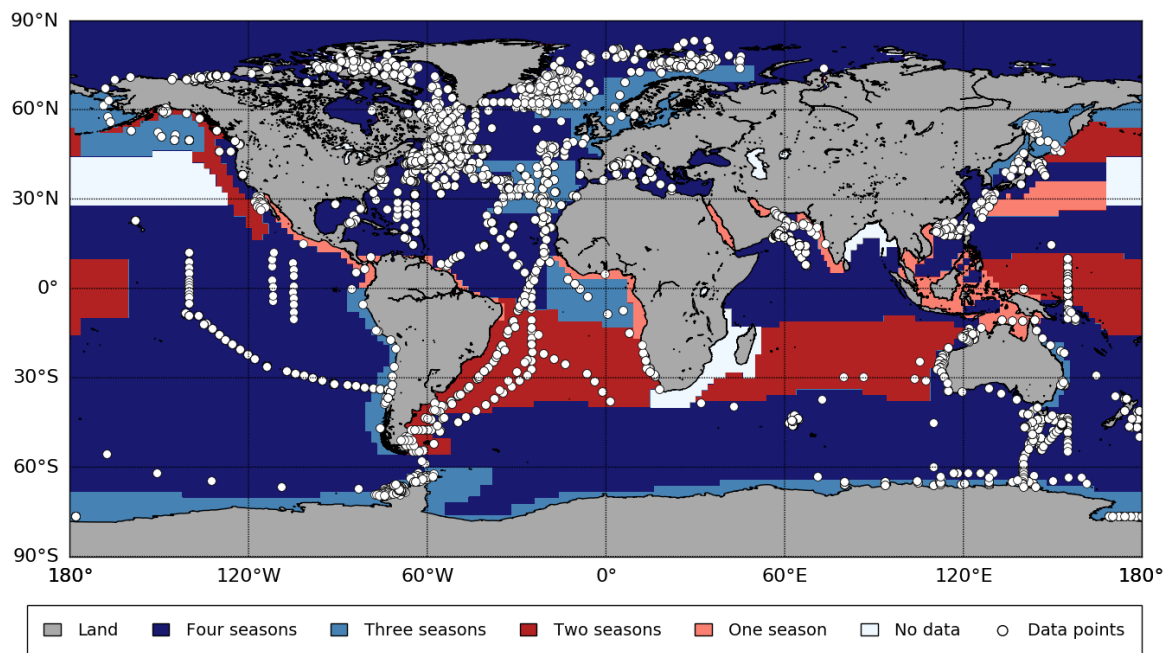 90°N
60°N
30°N
0°
30°S
60°S
90°S
180° 120°W 60°W 0° 60°E 120°E 180°
Land Four seasons Three seasons Two seasons One season No data Data points